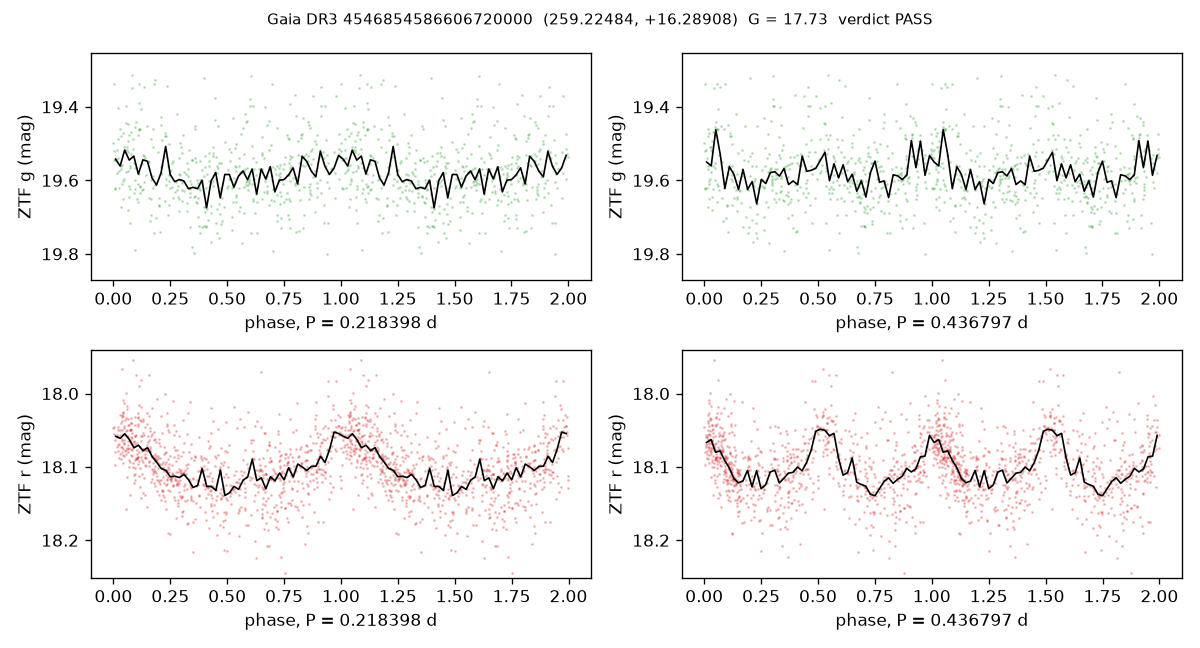 Gaia DR3 4546854586606720000 (259.22484, +16.28908) G = 17.73 verdict PASS
ZTF g (mag)
19.4
19.6
19.8
0.00 0.25 0.50 0.75 1.00 1.25 1.50 1.75 2.00
phase, P = 0.218398 d
ZTF g (mag)
19.4
19.6
19.8
0.00 0.25 0.50 0.75 1.00 1.25 1.50 1.75 2.00
phase, P = 0.436797 d
ZTF r (mag)
18.0
18.1
18.2
0.00 0.25 0.50 0.75 1.00 1.25 1.50 1.75 2.00
phase, P = 0.218398 d
ZTF r (mag)
18.0
18.1
18.2
0.00 0.25 0.50 0.75 1.00 1.25 1.50 1.75 2.00
phase, P = 0.436797 d